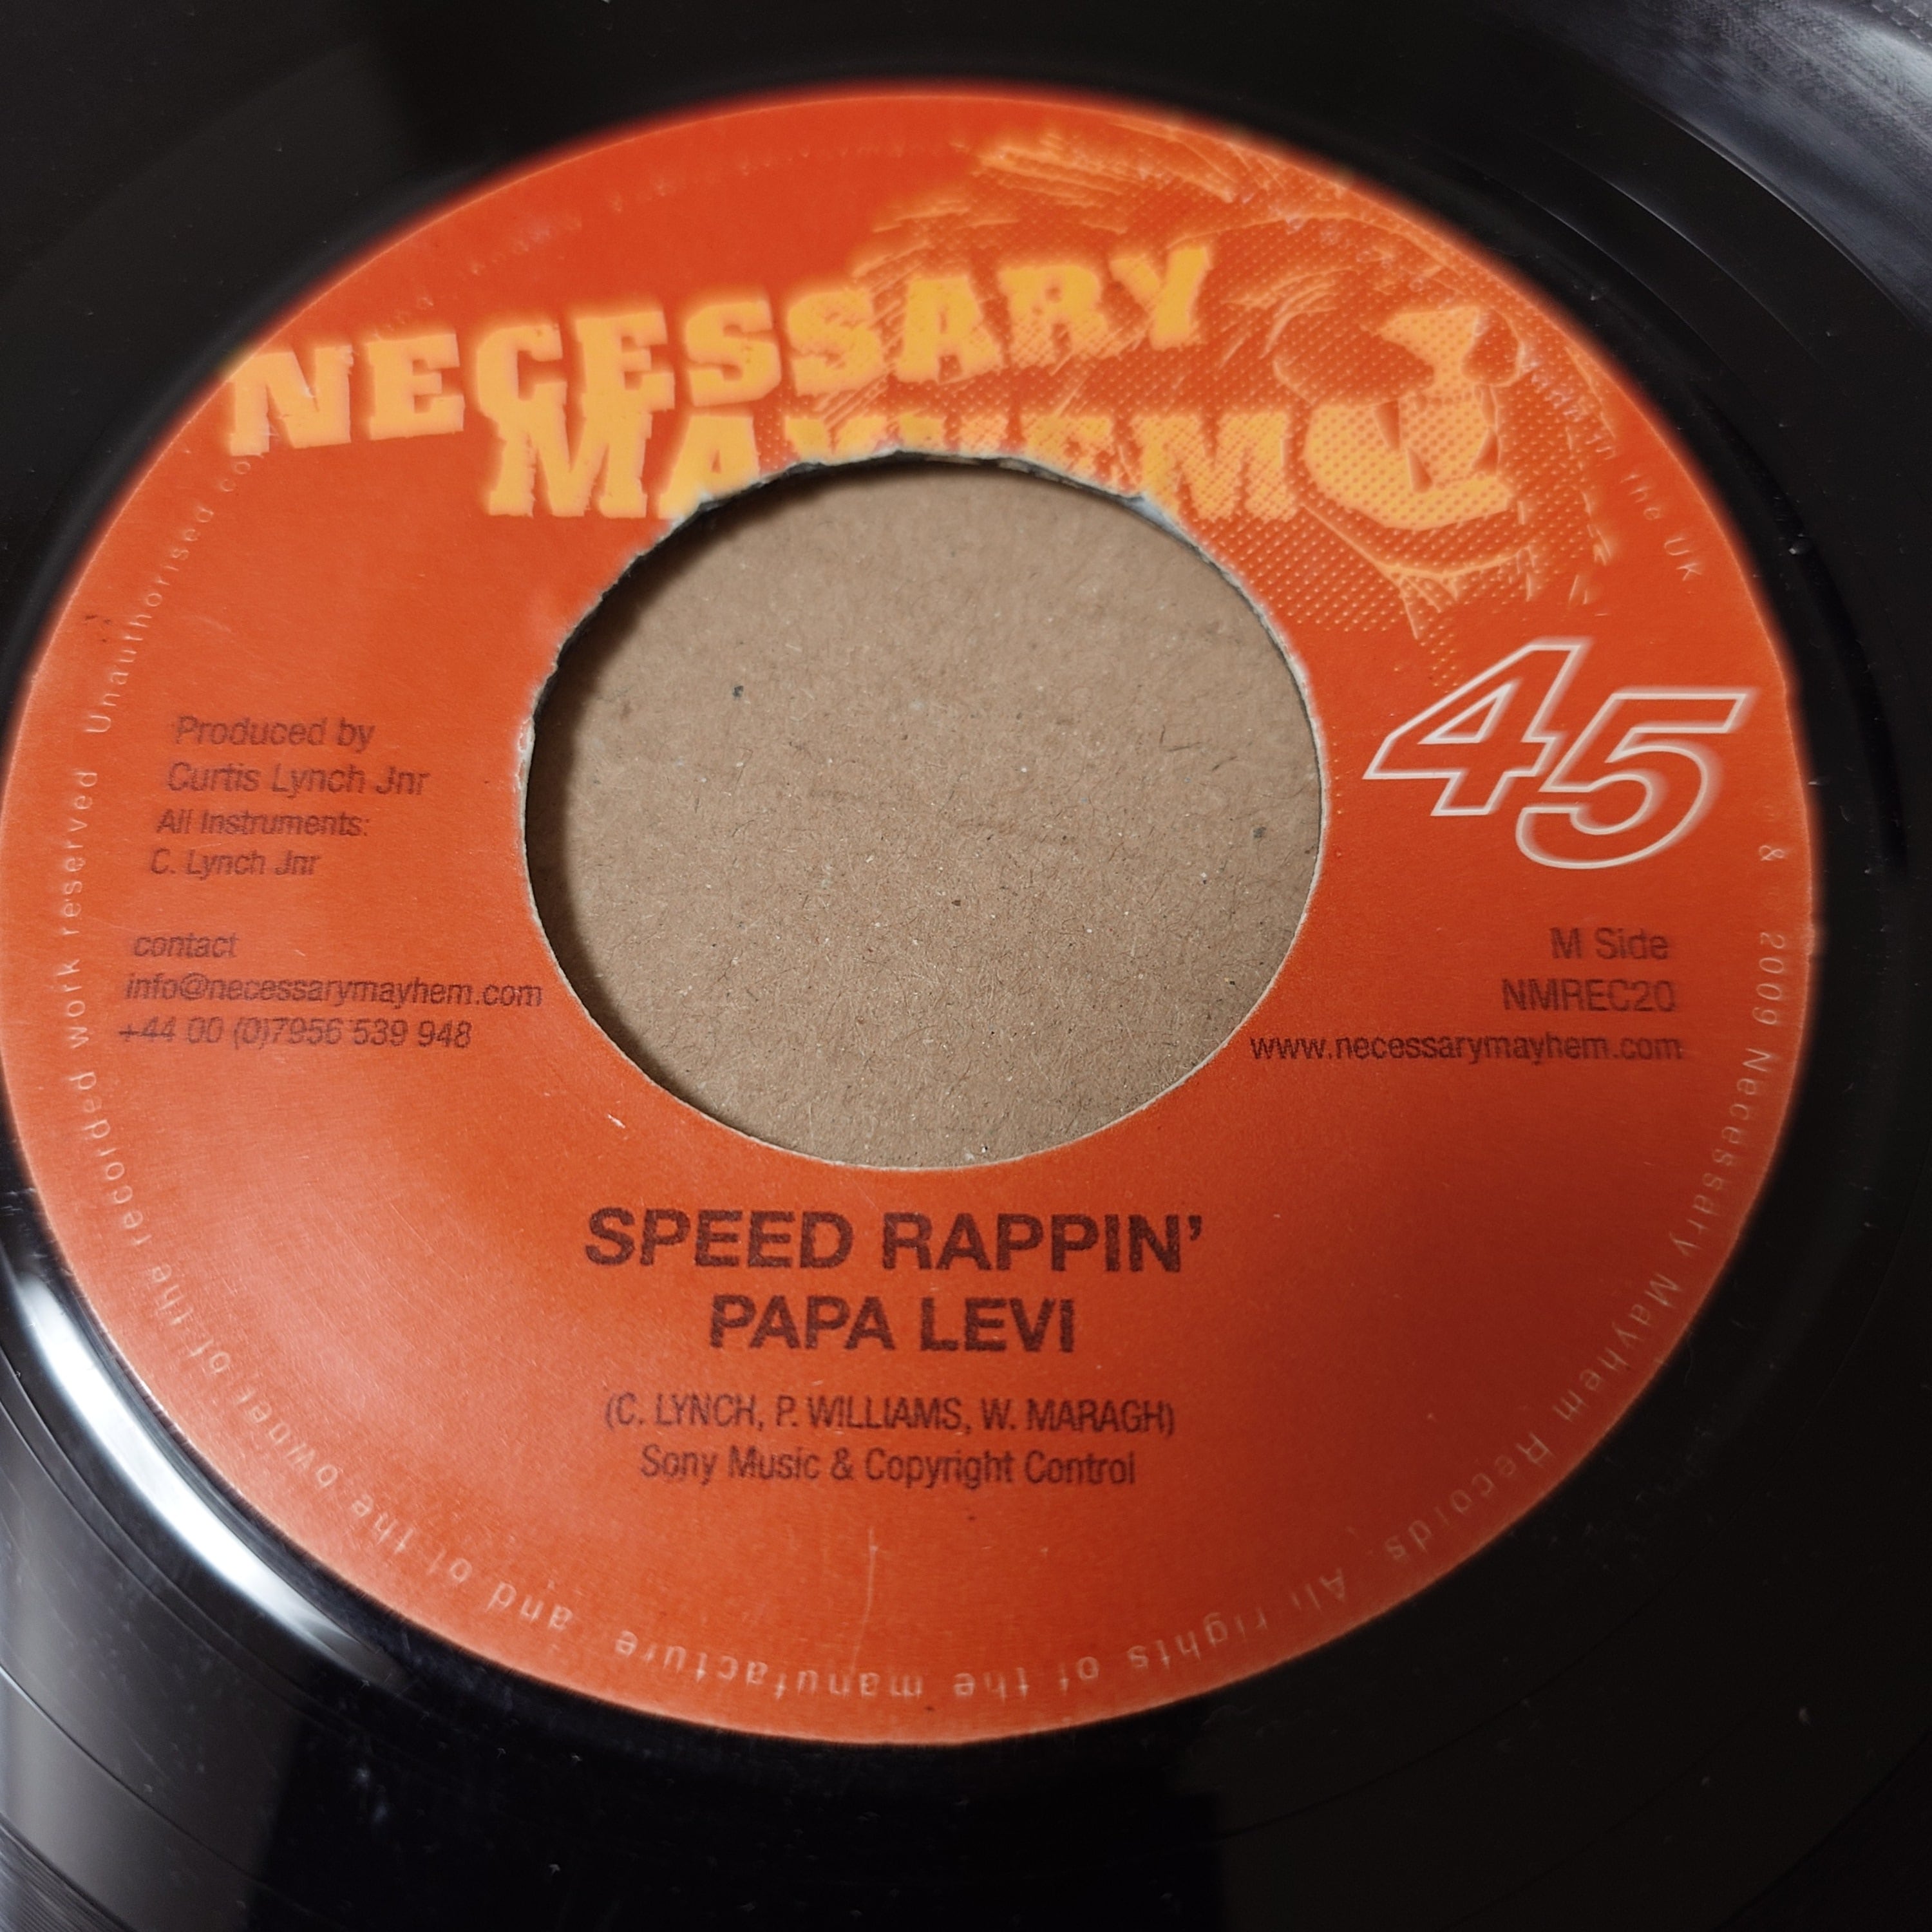 NECESSARY
MAYHEM
45
Produced by
Curtis Lynch Jnr
All Instruments:
C. Lynch Jnr
contact
info@necessarymayhem.com
+44 00 (0)7956 539 948
M Side
NMREC20
www.necessarymayhem.com
SPEED RAPPIN'
PAPA LEVI
(C. LYNCH, P. WILLIAMS, W. MARAGH)
Sony Music & Copyright Control
& 2009 Necessary Mayhem Records. All rights of the manufacture and of the owner of the recorded work reserved Unauthorised
the UK